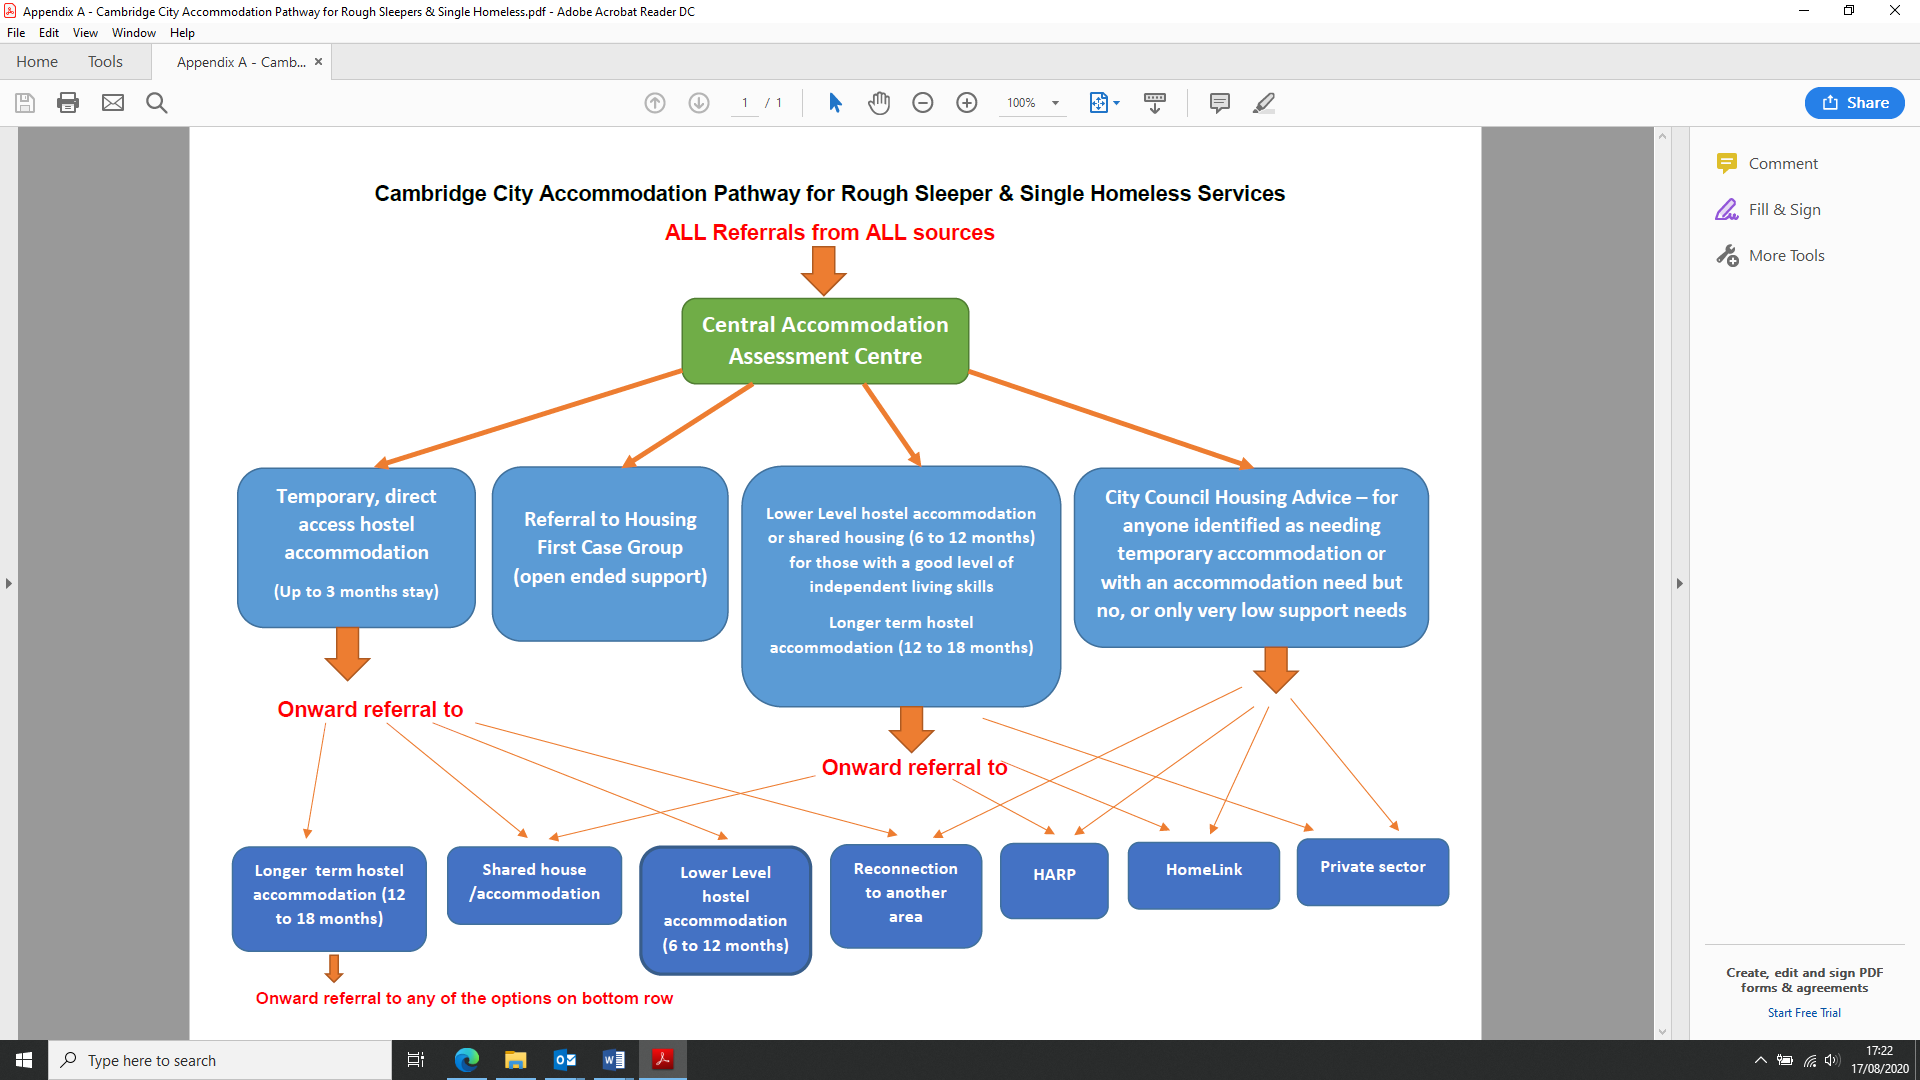 Appendix A - Cambridge City Accommodation Pathway for Rough Sleepers & Single Homeless.pdf - Adobe Acrobat Reader DC
File Edit View Window Help
Home Tools Appendix A - Camb... ×
1 / 1 100% Share
Comment
Fill & Sign
More Tools
Cambridge City Accommodation Pathway for Rough Sleeper & Single Homeless Services
ALL Referrals from ALL sources
Central Accommodation
Assessment Centre
Temporary, direct
access hostel
accommodation
(Up to 3 months stay)
Referral to Housing
First Case Group
(open ended support)
Lower Level hostel accommodation
or shared housing (6 to 12 months)
for those with a good level of
independent living skills
Longer term hostel
accommodation (12 to 18 months)
City Council Housing Advice – for
anyone identified as needing
temporary accommodation or
with an accommodation need but
no, or only very low support needs
Onward referral to
Onward referral to
Longer term hostel
accommodation (12
to 18 months)
Shared house
/accommodation
Lower Level
hostel
accommodation
(6 to 12 months)
Reconnection
to another
area
HARP
HomeLink
Private sector
Onward referral to any of the options on bottom row
Create, edit and sign PDF
forms & agreements
Start Free Trial
Type here to search
17:22
17/08/2020